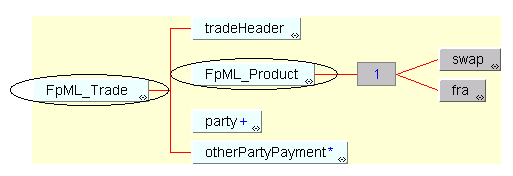 tradeHeader
swap
FpML_Product
1
FpML_Trade
fra
party+
otherPartyPayment*